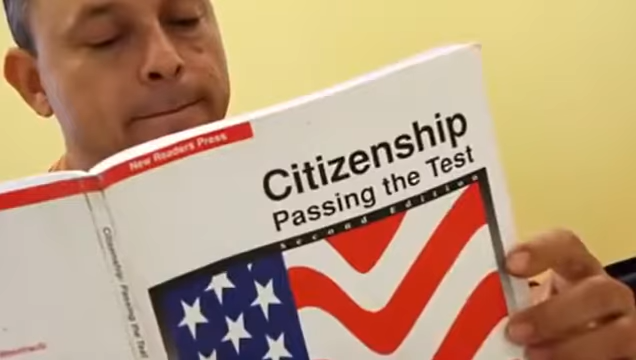 New Readers Press
Citizenship
Passing the Test
Second Edition
Citizenship: Passing the Test